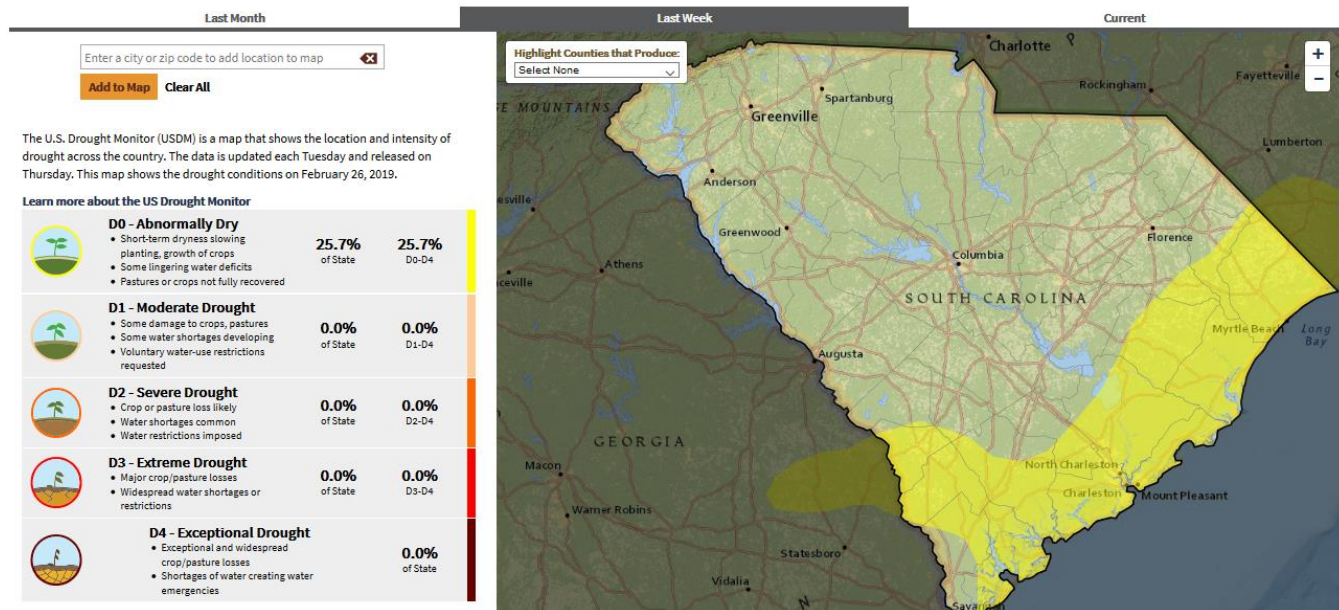 Last Month
Last Week
Current
Enter a city or zip code to add location to map
Add to Map Clear All
The U.S. Drought Monitor (USDM) is a map that shows the location and intensity of
drought across the country. The data is updated each Tuesday and released on
Thursday. This map shows the drought conditions on February 26, 2019.
Learn more about the US Drought Monitor
D0 - Abnormally Dry
• Short-term dryness slowing
planting, growth of crops
• Some lingering water deficits
• Pastures or crops not fully recovered
25.7%
of State
25.7%
D0-D4
D1 - Moderate Drought
• Some damage to crops, pastures
• Some water shortages developing
• Voluntary water-use restrictions
requested
0.0%
of State
0.0%
D1-D4
D2 - Severe Drought
• Crop or pasture loss likely
• Water shortages common
• Water restrictions imposed
0.0%
of State
0.0%
D2-D4
D3 - Extreme Drought
• Major crop/pasture losses
• Widespread water shortages or
restrictions
0.0%
of State
0.0%
D3-D4
D4 - Exceptional Drought
• Exceptional and widespread
crop/pasture losses
• Shortages of water creating water
emergencies
0.0%
of State
Highlight Counties that Produce:
Select None
+
−
Charlotte
P
Rockingham
Fayetteville
Lumberton
MOUNTAINS
Spartanburg
Greenville
Anderson
Greenwood
Florence
Columbia
Athens
SOUTH CAROLINA
Myrtle Beach
Long
Bay
Augusta
GEORGIA
Macon
North Charleston
Charleston
Mount Pleasant
Warner Robins
Statesboro
Vidalia
N